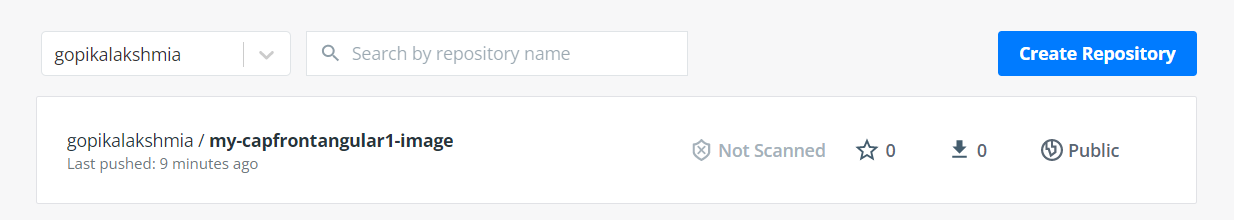 gopikalakshmia
Search by repository name
Create Repository
gopikalakshmia / my-capfrontangular1-image
Last pushed: 9 minutes ago
Not Scanned
0
0
Public